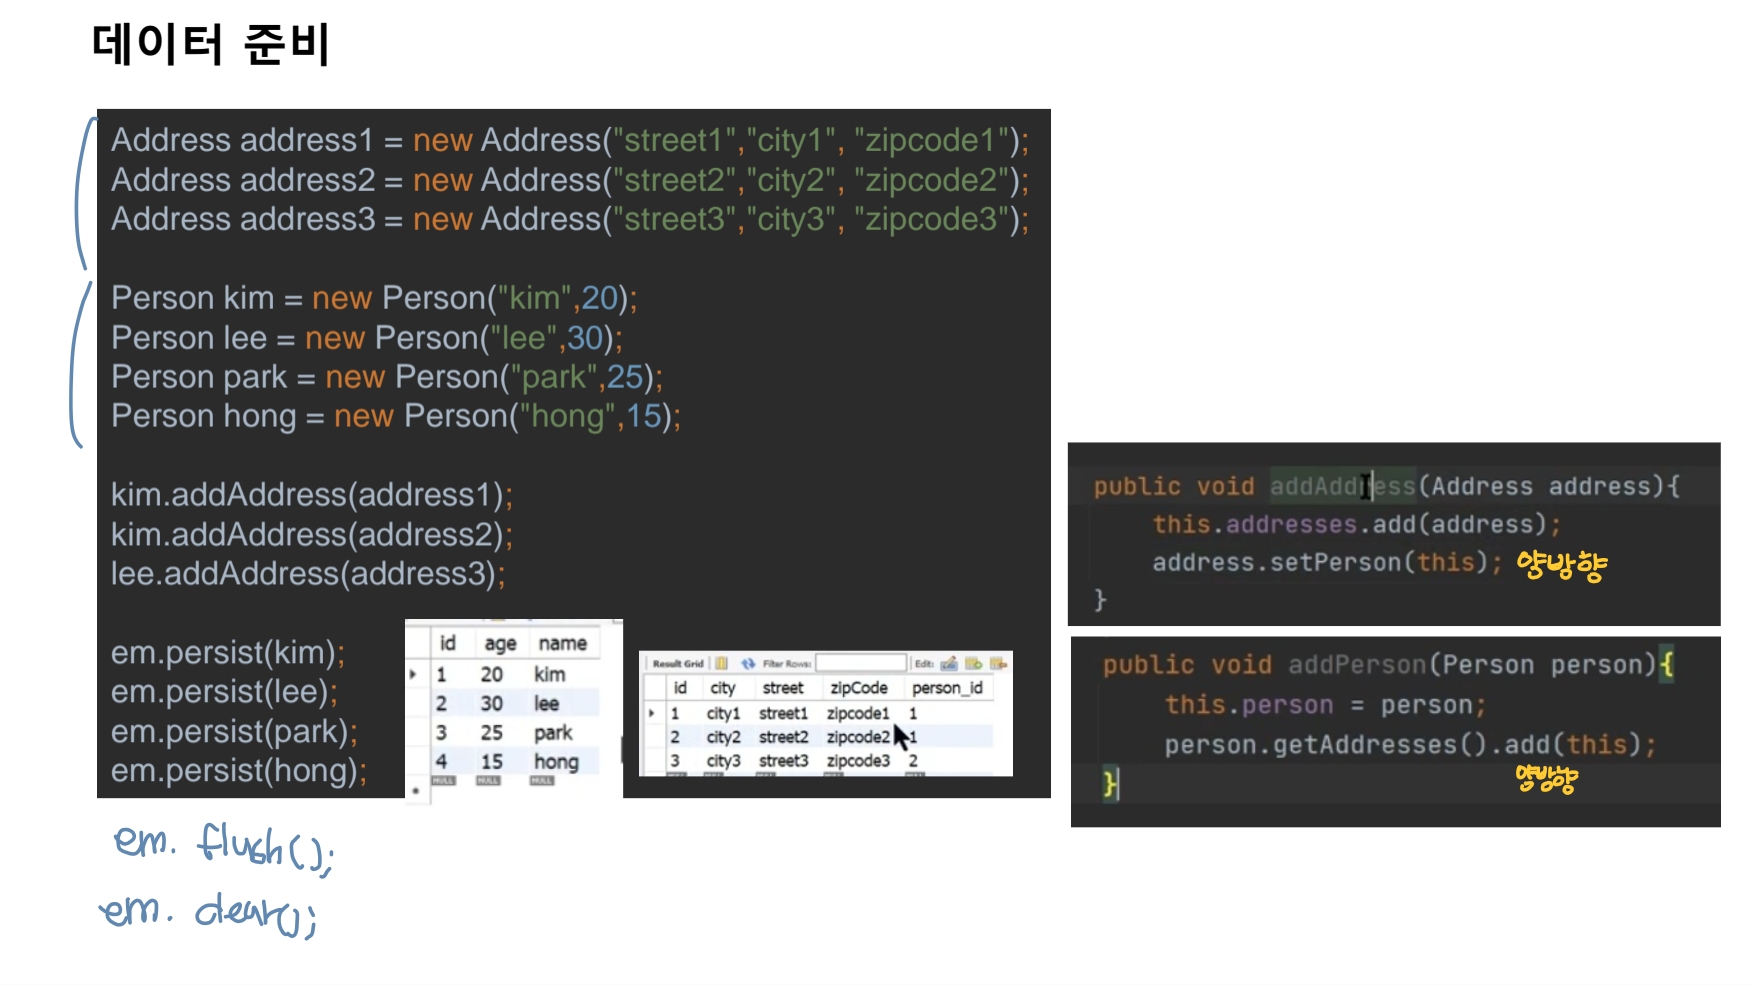 데이터 준비
Address address1 = new Address("street1","city1", "zipcode1");
Address address2 = new Address("street2","city2", "zipcode2");
Address address3 = new Address("street3","city3", "zipcode3");
Person kim = new Person("kim",20);
Person lee = new Person("lee",30);
Person park = new Person("park",25);
Person hong = new Person("hong",15);
kim.addAddress(address1);
kim.addAddress(address2);
lee.addAddress(address3);
em.persist(kim);
em.persist(lee);
em.persist(park);
em.persist(hong);
id age name
1 20 kim
2 30 lee
3 25 park
4 15 hong
NULL NULL NULL
Result Grid Filter Rows: Edit:
id city street zipCode person_id
1 city1 street1 zipcode1 1
2 city2 street2 zipcode2 1
3 city3 street3 zipcode3 2
public void addAddress(Address address){
this.addresses.add(address);
address.setPerson(this); 양방향
}
public void addPerson(Person person){
this.person = person;
person.getAddresses().add(this);
양방향
}
em. flush();
em. clear();